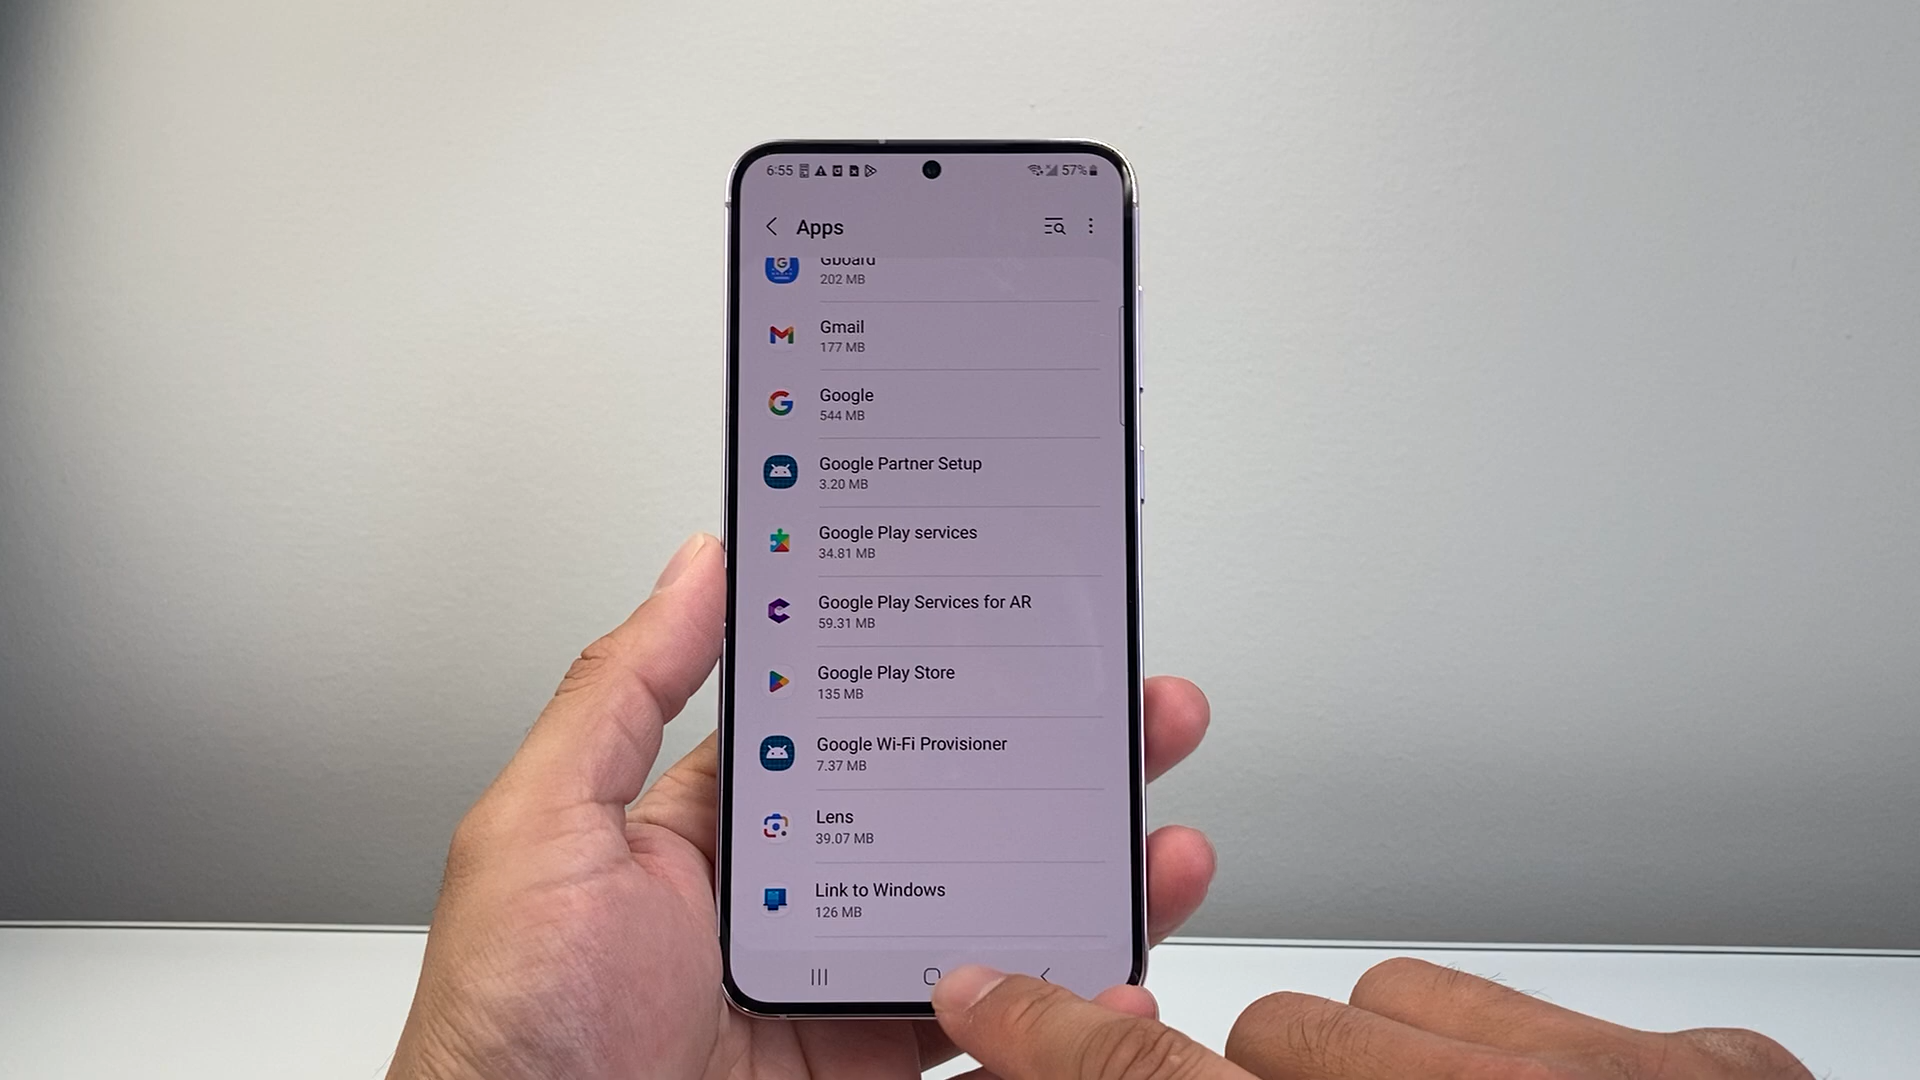 6:55 57%
Apps
Gboard
202 MB
Gmail
177 MB
Google
544 MB
Google Partner Setup
3.20 MB
Google Play services
34.81 MB
Google Play Services for AR
59.31 MB
Google Play Store
135 MB
Google Wi-Fi Provisioner
7.37 MB
Lens
39.07 MB
Link to Windows
126 MB